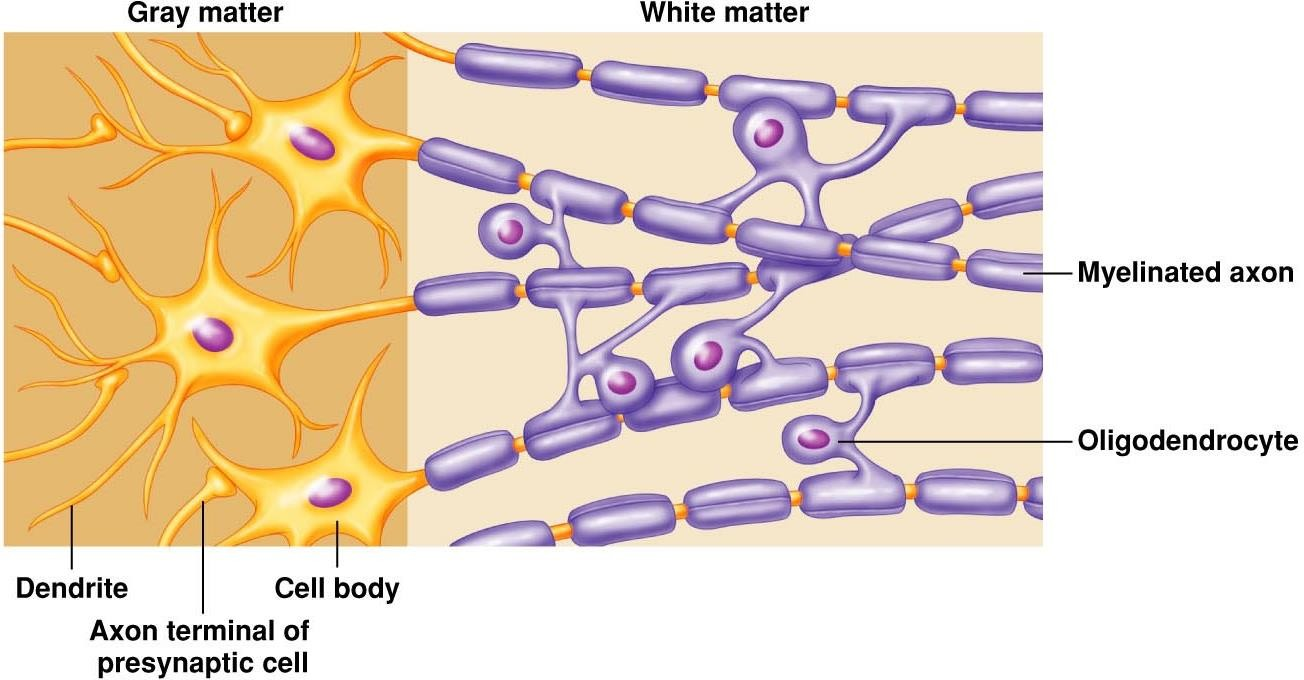 Gray matter
White matter
Myelinated axon
Oligodendrocyte
Dendrite
Cell body
Axon terminal of
presynaptic cell